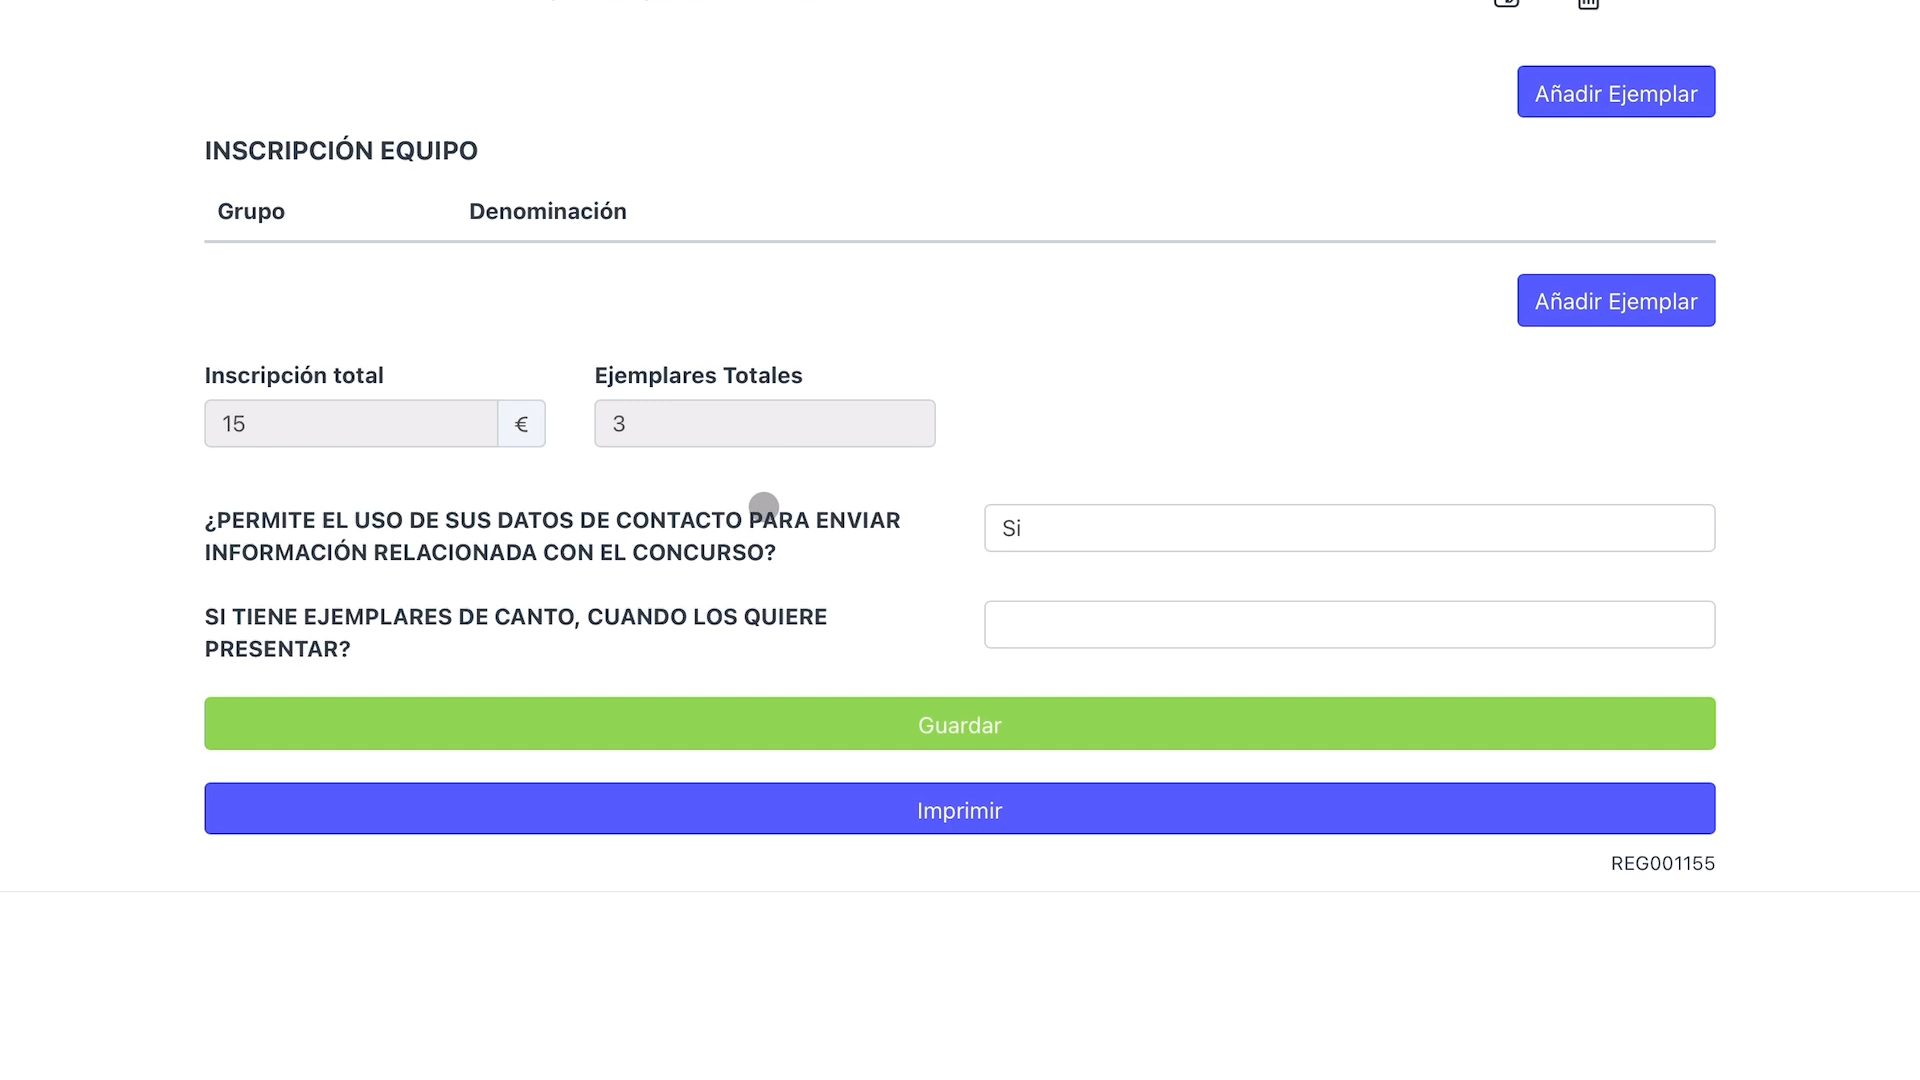 Añadir Ejemplar
INSCRIPCIÓN EQUIPO
Grupo Denominación
Añadir Ejemplar
Inscripción total Ejemplares Totales
15 € 3
¿PERMITE EL USO DE SUS DATOS DE CONTACTO PARA ENVIAR
INFORMACIÓN RELACIONADA CON EL CONCURSO?
Si
SI TIENE EJEMPLARES DE CANTO, CUANDO LOS QUIERE
PRESENTAR?
Guardar
Imprimir
REG001155